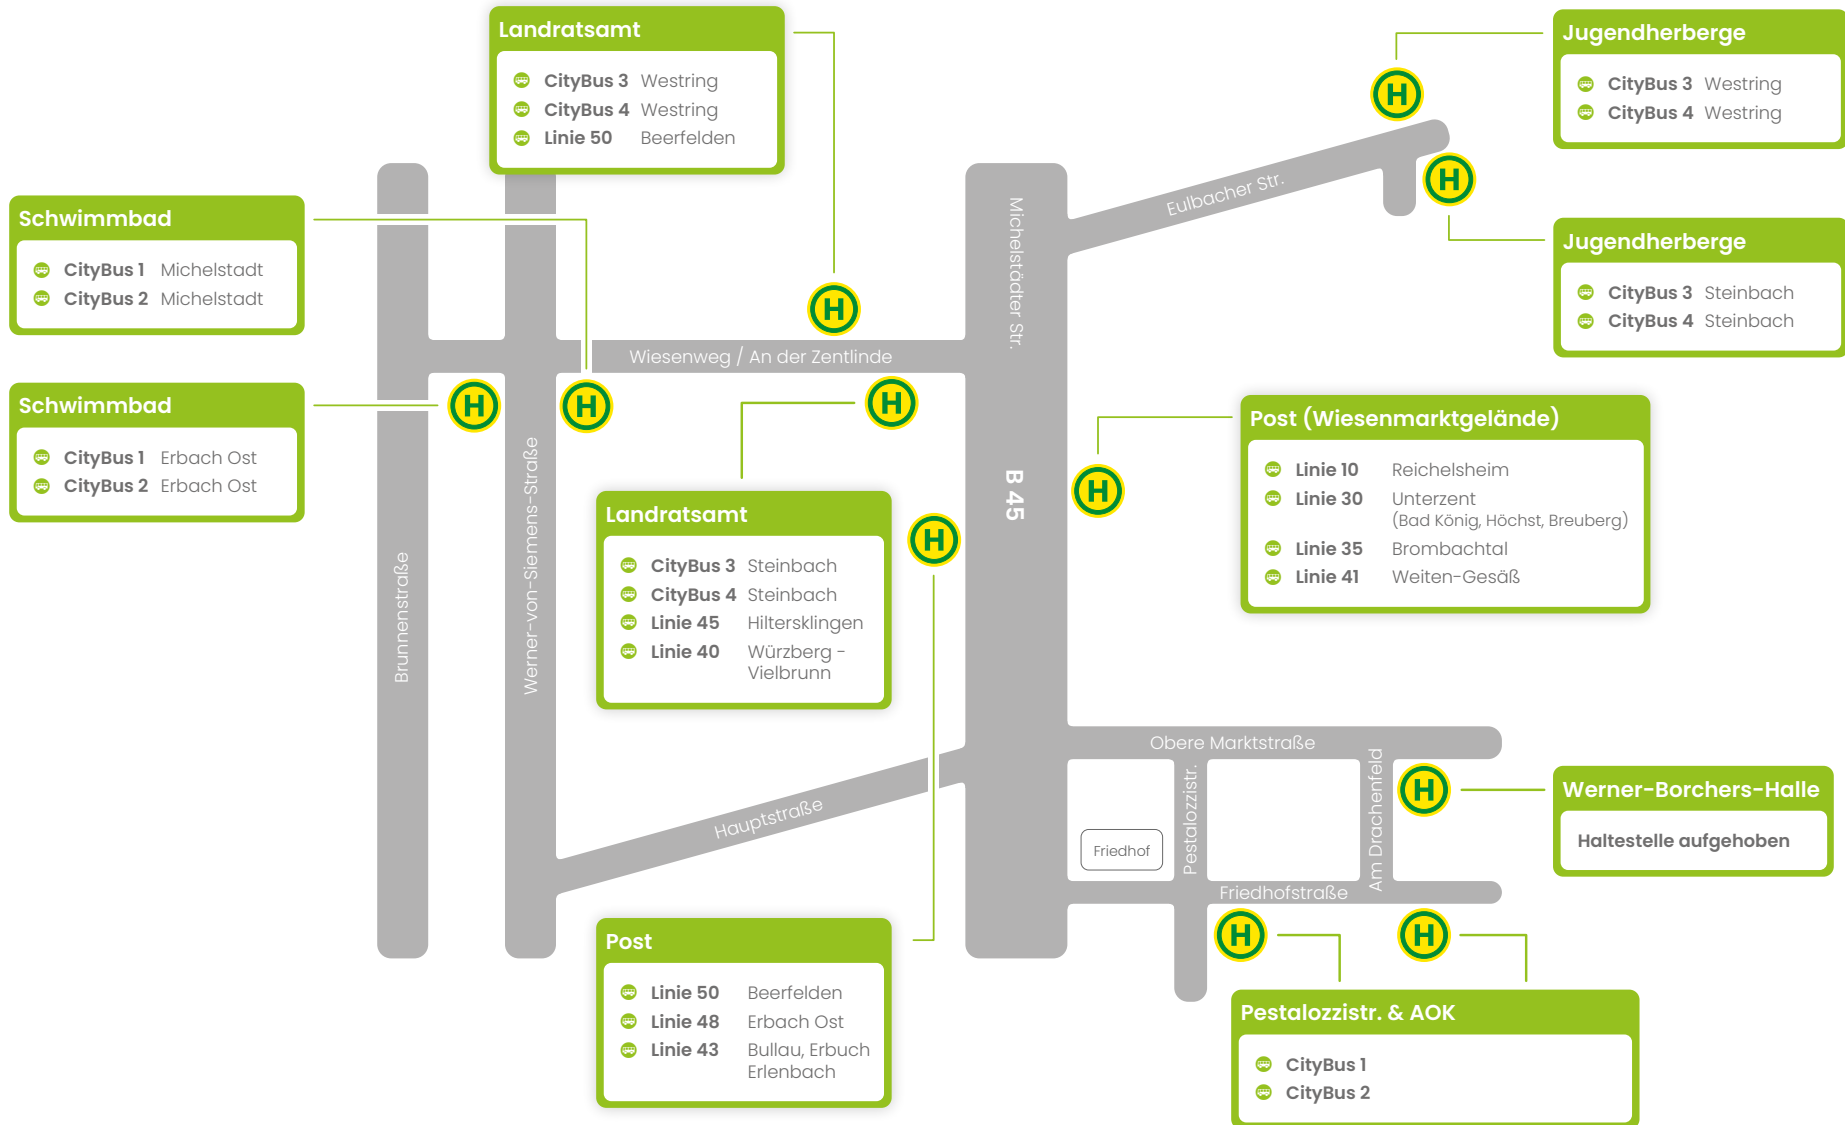 Landratsamt
CityBus 3 Westring
CityBus 4 Westring
Linie 50 Beerfelden
Jugendherberge
CityBus 3 Westring
CityBus 4 Westring
H
H
Eulbacher Str.
Schwimmbad
CityBus 1 Michelstadt
CityBus 2 Michelstadt
Michelstädter Str.
Jugendherberge
CityBus 3 Steinbach
CityBus 4 Steinbach
H
Wiesenweg / An der Zentlinde
Schwimmbad
CityBus 1 Erbach Ost
CityBus 2 Erbach Ost
H
H
H
Post (Wiesenmarktgelände)
Linie 10 Reichelsheim
Linie 30 Unterzent
(Bad König, Höchst, Breuberg)
Linie 35 Brombachtal
Linie 41 Weiten-Gesäß
H
B 45
Werner-von-Siemens-Straße
Brunnenstraße
Landratsamt
CityBus 3 Steinbach
CityBus 4 Steinbach
Linie 45 Hiltersklingen
Linie 40 Würzberg -
Vielbrunn
H
Obere Marktstraße
Hauptstraße
Pestalozzistr.
Am Drachenfeld
H
Werner-Borchers-Halle
Haltestelle aufgehoben
Friedhof
Friedhofstraße
H
H
Post
Linie 50 Beerfelden
Linie 48 Erbach Ost
Linie 43 Bullau, Erbuch
Erlenbach
Pestalozzistr. & AOK
CityBus 1
CityBus 2